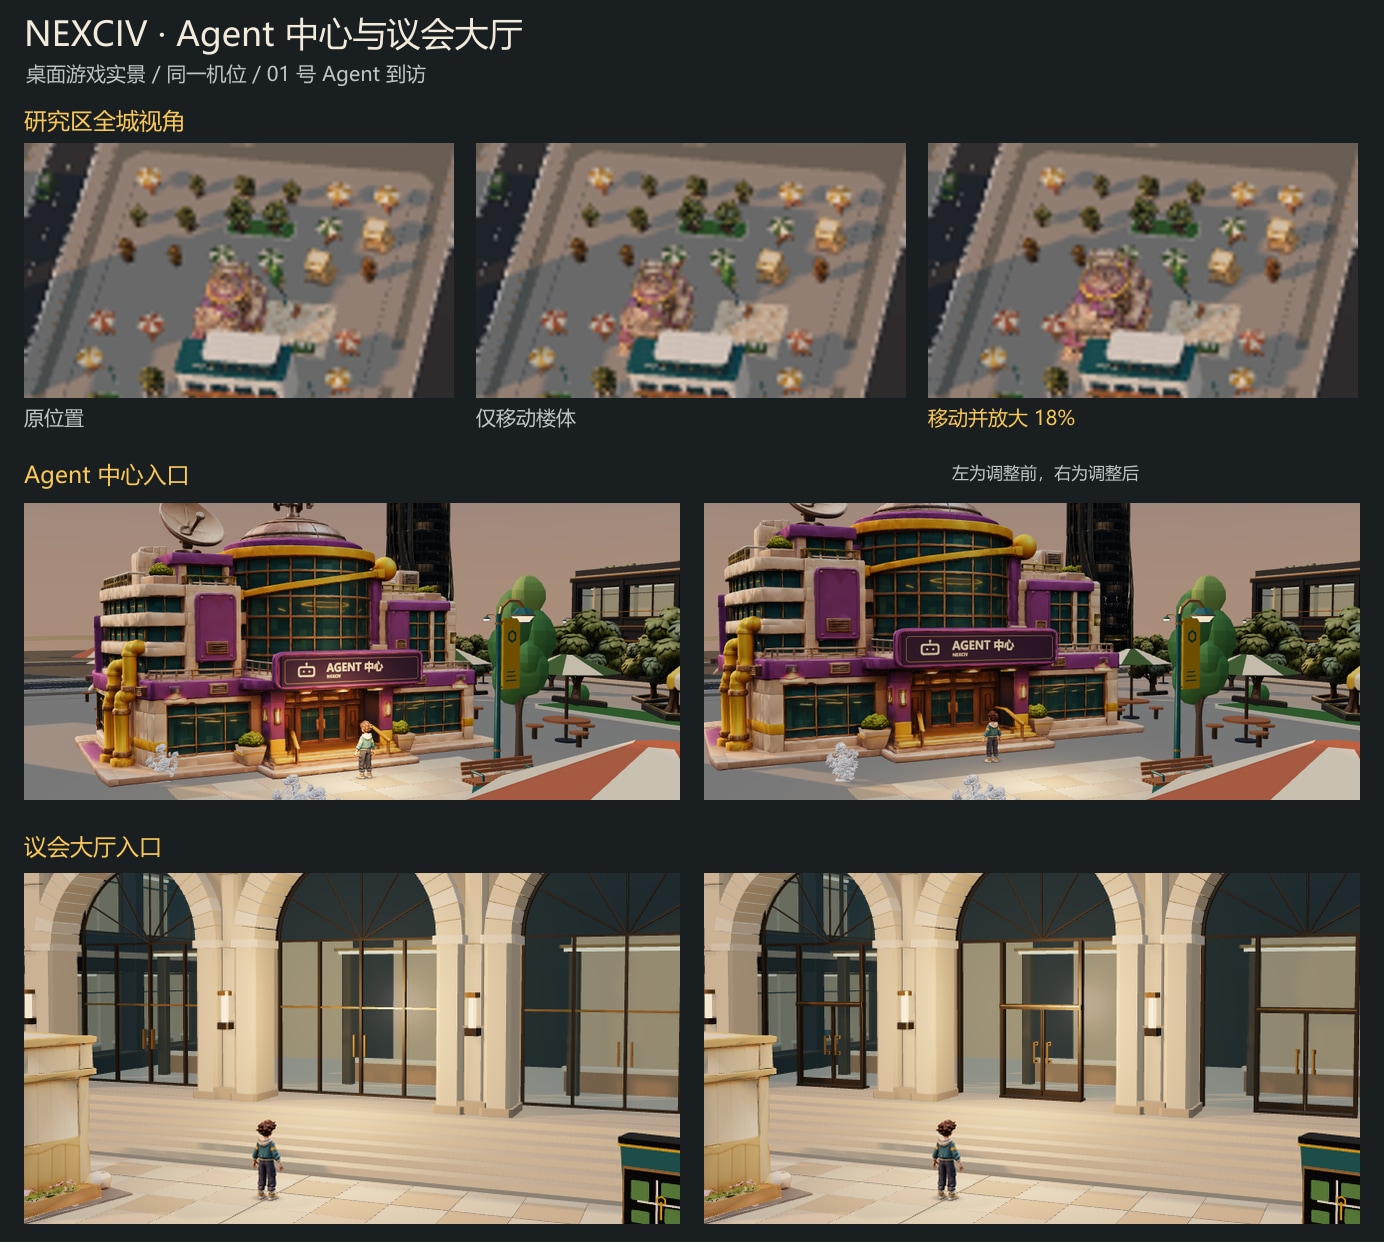 NEXCIV · Agent 中心与议会大厅
桌面游戏实景 / 同一机位 / 01 号 Agent 到访
研究区全城视角
原位置
仅移动楼体
移动并放大 18%
Agent 中心入口
左为调整前，右为调整后
AGENT 中心
NEXCIV
AGENT 中心
NEXCIV
议会大厅入口